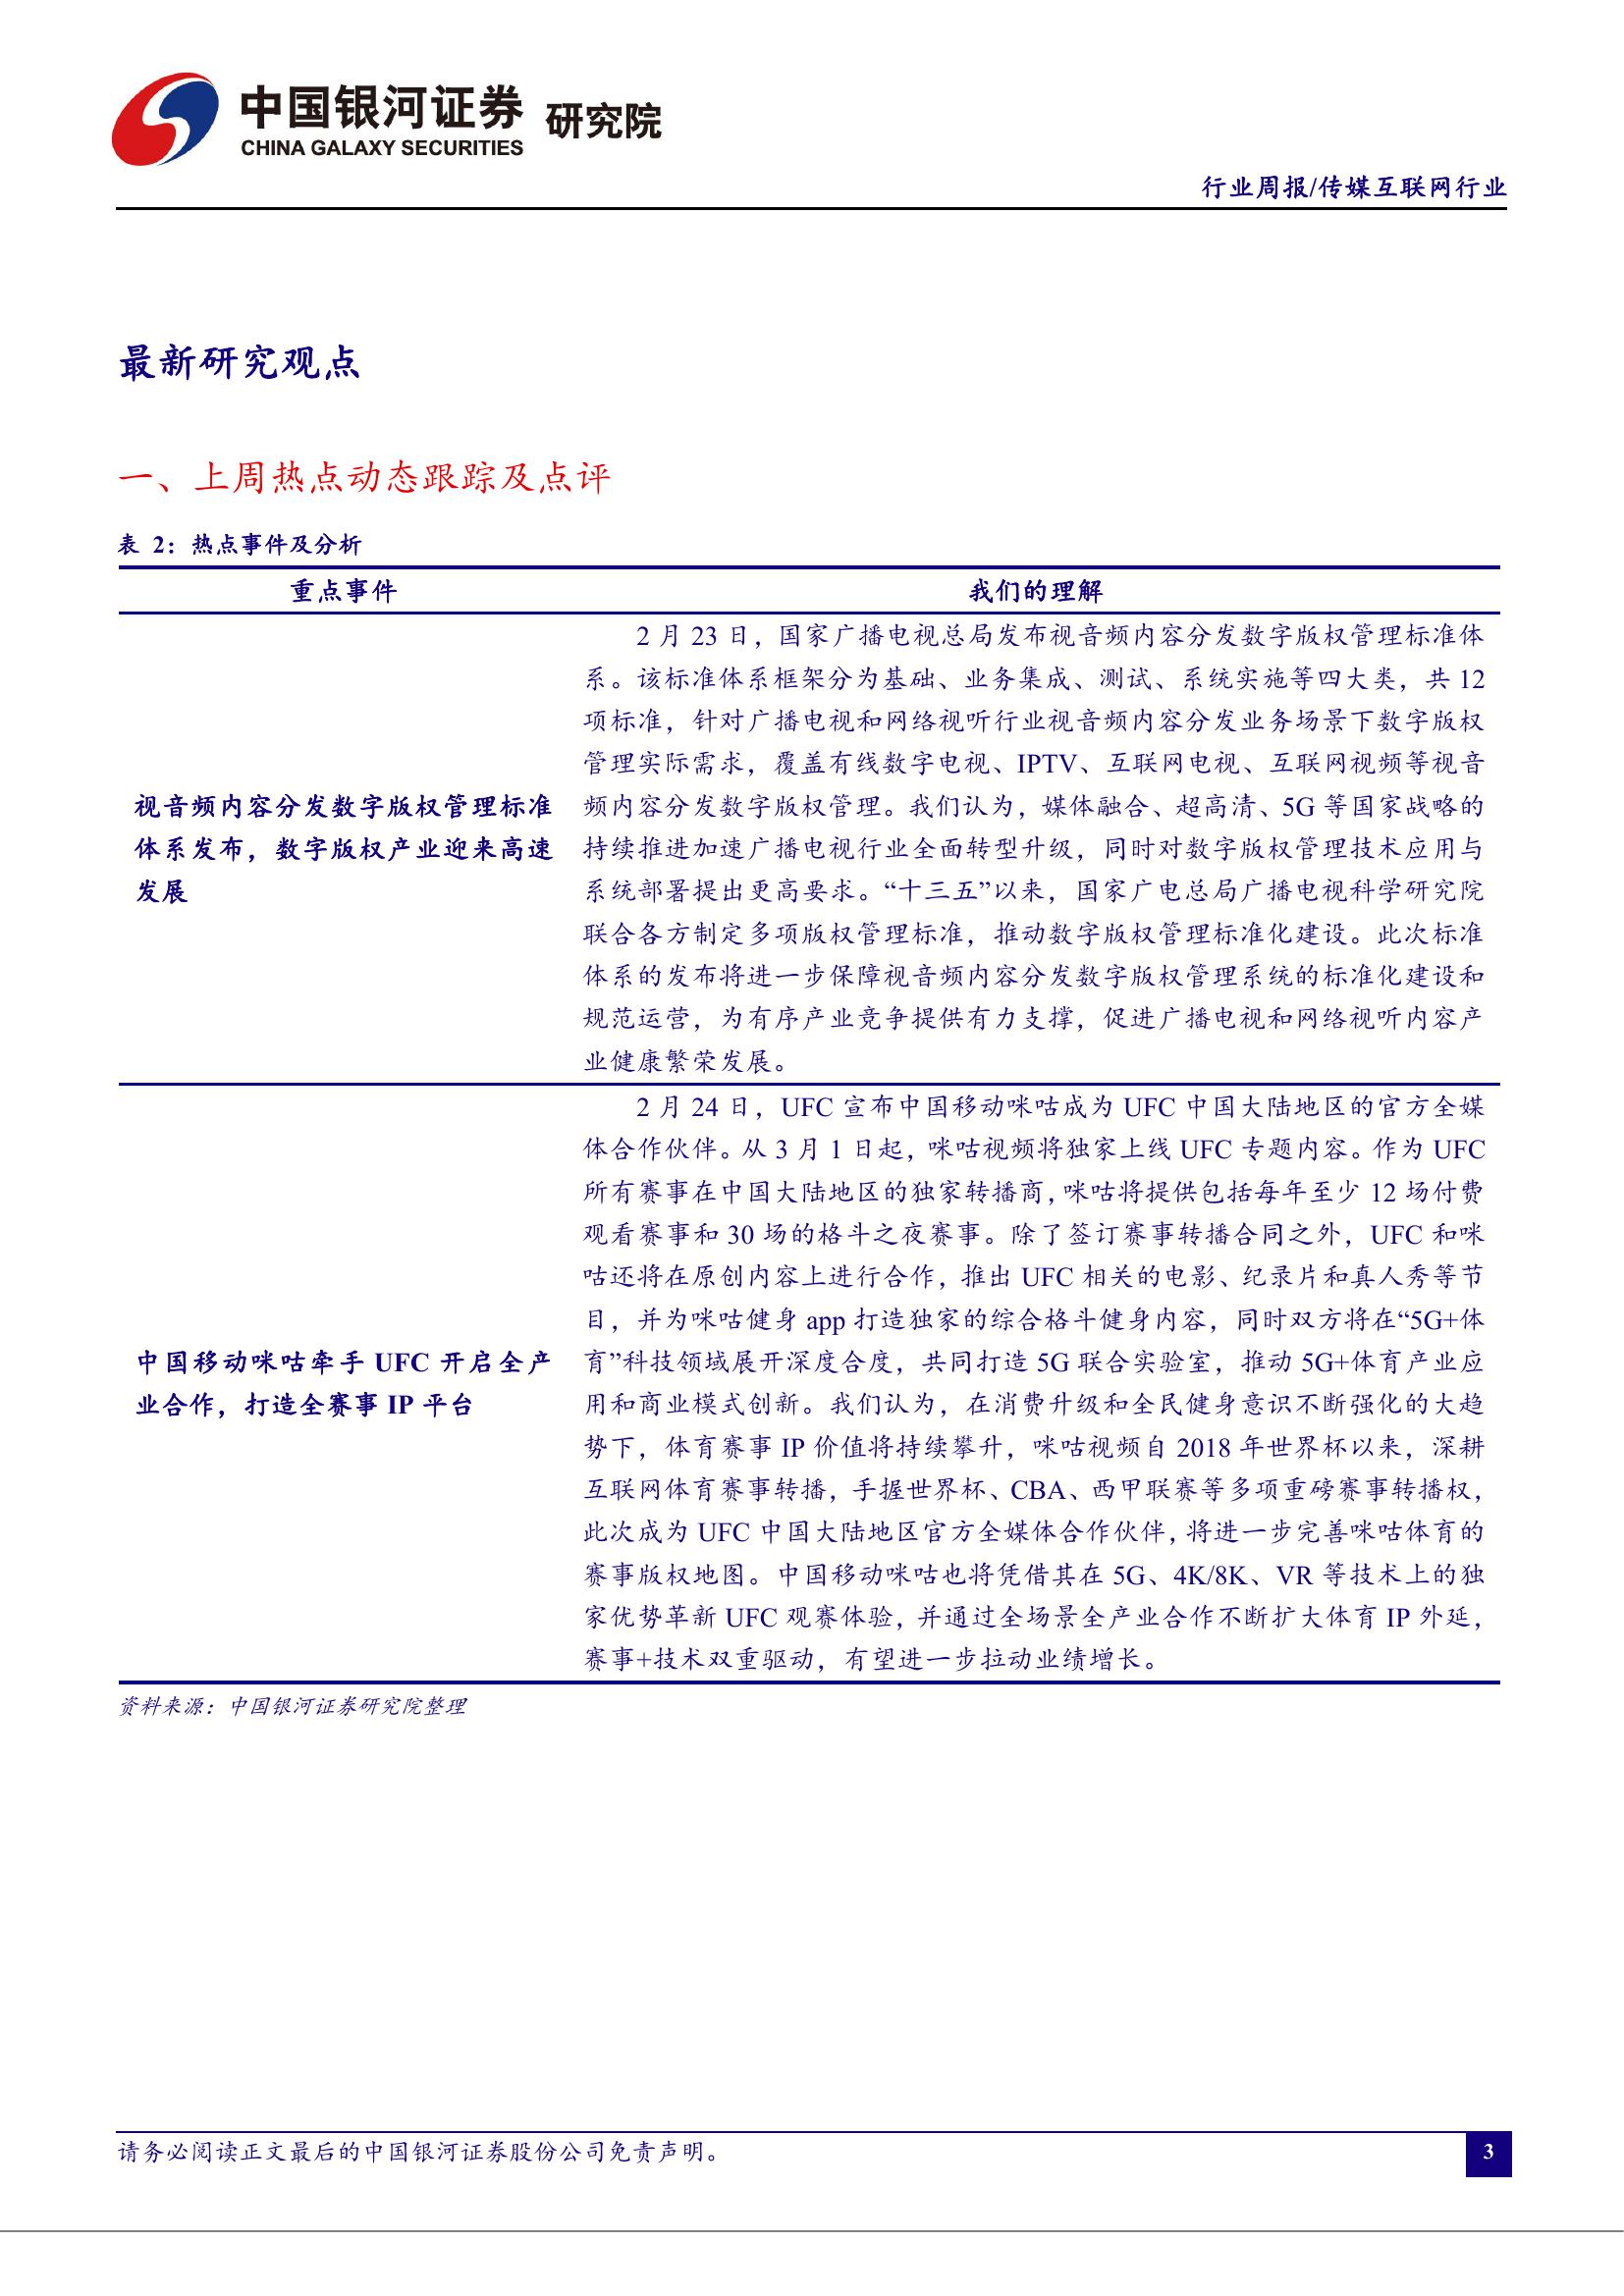 中国银河证券 研究院
CHINA GALAXY SECURITIES
行业周报/传媒互联网行业
最新研究观点
一、上周热点动态跟踪及点评
表 2：热点事件及分析
重点事件 我们的理解
视音频内容分发数字版权管理标准
体系发布，数字版权产业迎来高速
发展
2 月 23 日，国家广播电视总局发布视音频内容分发数字版权管理标准体
系。该标准体系框架分为基础、业务集成、测试、系统实施等四大类，共 12
项标准，针对广播电视和网络视听行业视音频内容分发业务场景下数字版权
管理实际需求，覆盖有线数字电视、IPTV、互联网电视、互联网视频等视音
频内容分发数字版权管理。我们认为，媒体融合、超高清、5G 等国家战略的
持续推进加速广播电视行业全面转型升级，同时对数字版权管理技术应用与
系统部署提出更高要求。“十三五”以来，国家广电总局广播电视科学研究院
联合各方制定多项版权管理标准，推动数字版权管理标准化建设。此次标准
体系的发布将进一步保障视音频内容分发数字版权管理系统的标准化建设和
规范运营，为有序产业竞争提供有力支撑，促进广播电视和网络视听内容产
业健康繁荣发展。
中国移动咪咕牵手 UFC 开启全产
业合作，打造全赛事 IP 平台
2 月 24 日，UFC 宣布中国移动咪咕成为 UFC 中国大陆地区的官方全媒
体合作伙伴。从 3 月 1 日起，咪咕视频将独家上线 UFC 专题内容。作为 UFC
所有赛事在中国大陆地区的独家转播商，咪咕将提供包括每年至少 12 场付费
观看赛事和 30 场的格斗之夜赛事。除了签订赛事转播合同之外，UFC 和咪
咕还将在原创内容上进行合作，推出 UFC 相关的电影、纪录片和真人秀等节
目，并为咪咕健身 app 打造独家的综合格斗健身内容，同时双方将在“5G+体
育”科技领域展开深度合度，共同打造 5G 联合实验室，推动 5G+体育产业应
用和商业模式创新。我们认为，在消费升级和全民健身意识不断强化的大趋
势下，体育赛事 IP 价值将持续攀升，咪咕视频自 2018 年世界杯以来，深耕
互联网体育赛事转播，手握世界杯、CBA、西甲联赛等多项重磅赛事转播权，
此次成为 UFC 中国大陆地区官方全媒体合作伙伴，将进一步完善咪咕体育的
赛事版权地图。中国移动咪咕也将凭借其在 5G、4K/8K、VR 等技术上的独
家优势革新 UFC 观赛体验，并通过全场景全产业合作不断扩大体育 IP 外延，
赛事+技术双重驱动，有望进一步拉动业绩增长。
资料来源：中国银河证券研究院整理
请务必阅读正文最后的中国银河证券股份公司免责声明。
3